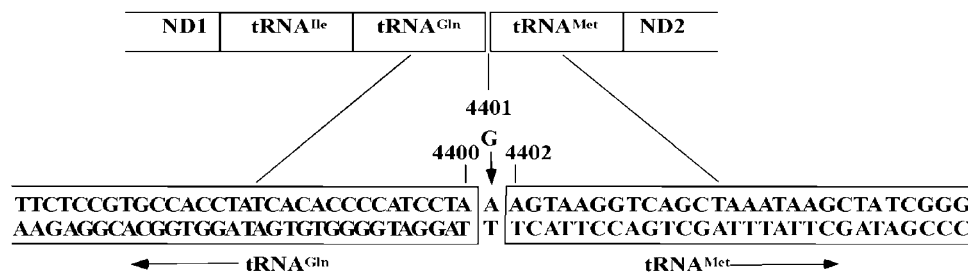 ND1 tRNAIle tRNAGln tRNAMet ND2
4401
G
4400 4402
TTCTCCGTGCCACCTATCACACCCCATCCTA A AGTAAGGTCAGCTAAATAAGCTATCGGG
AAGAGGCACGGTGGATAGTGTGGGGTAGGAT T TCATTCCAGTCGATTTATTCGATAGCCC
tRNAGln tRNAMet